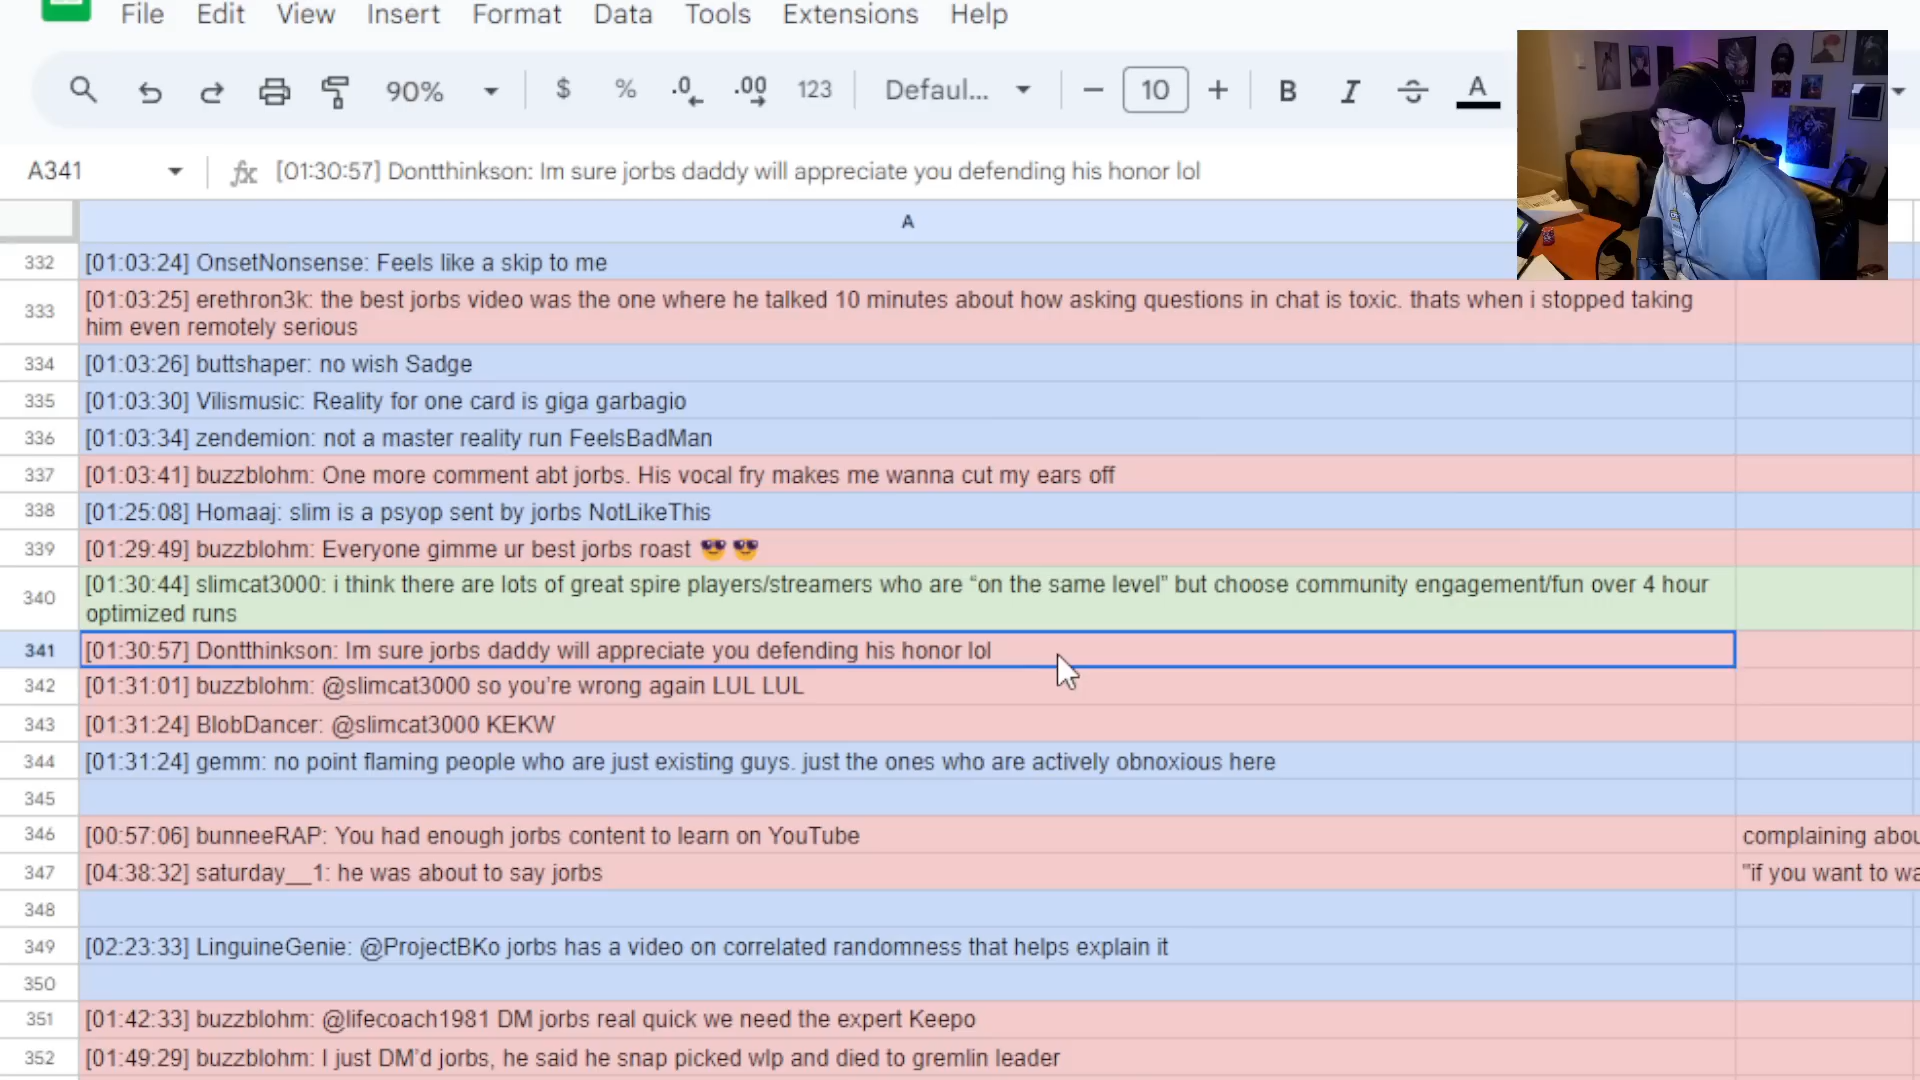 File Edit View Insert Format Data Tools Extensions Help
90% $ % .0 .00 123 Defaul... 10 B I A
A341 fx [01:30:57] Dontthinkson: Im sure jorbs daddy will appreciate you defending his honor lol
A
332 [01:03:24] OnsetNonsense: Feels like a skip to me
333 [01:03:25] erethron3k: the best jorbs video was the one where he talked 10 minutes about how asking questions in chat is toxic. thats when i stopped taking
him even remotely serious
334 [01:03:26] buttshaper: no wish Sadge
335 [01:03:30] Vilismusic: Reality for one card is giga garbagio
336 [01:03:34] zendemion: not a master reality run FeelsBadMan
337 [01:03:41] buzzblohm: One more comment abt jorbs. His vocal fry makes me wanna cut my ears off
338 [01:25:08] Homaaj: slim is a psyop sent by jorbs NotLikeThis
339 [01:29:49] buzzblohm: Everyone gimme ur best jorbs roast 😎 😎
340 [01:30:44] slimcat3000: i think there are lots of great spire players/streamers who are “on the same level” but choose community engagement/fun over 4 hour
optimized runs
341 [01:30:57] Dontthinkson: Im sure jorbs daddy will appreciate you defending his honor lol
342 [01:31:01] buzzblohm: @slimcat3000 so you’re wrong again LUL LUL
343 [01:31:24] BlobDancer: @slimcat3000 KEKW
344 [01:31:24] gemm: no point flaming people who are just existing guys. just the ones who are actively obnoxious here
345
346 [00:57:06] bunneeRAP: You had enough jorbs content to learn on YouTube complaining abou
347 [04:38:32] saturday__1: he was about to say jorbs "if you want to wa
348
349 [02:23:33] LinguineGenie: @ProjectBKo jorbs has a video on correlated randomness that helps explain it
350
351 [01:42:33] buzzblohm: @lifecoach1981 DM jorbs real quick we need the expert Keepo
352 [01:49:29] buzzblohm: I just DM’d jorbs, he said he snap picked wlp and died to gremlin leader